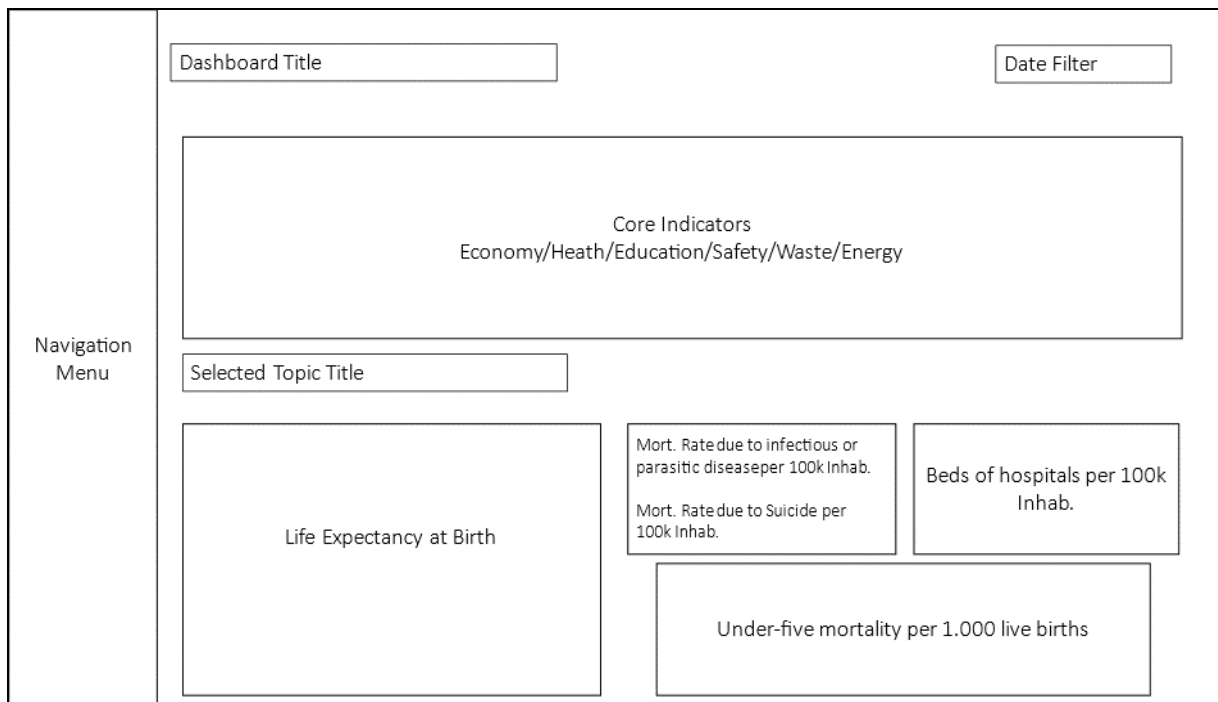 Dashboard Title
Date Filter
Core Indicators
Economy/Heath/Education/Safety/Waste/Energy
Navigation
Menu
Selected Topic Title
Life Expectancy at Birth
Mort. Rate due to infectious or
parasitic diseaseper 100k Inhab.
Mort. Rate due to Suicide per
100k Inhab.
Beds of hospitals per 100k
Inhab.
Under-five mortality per 1.000 live births